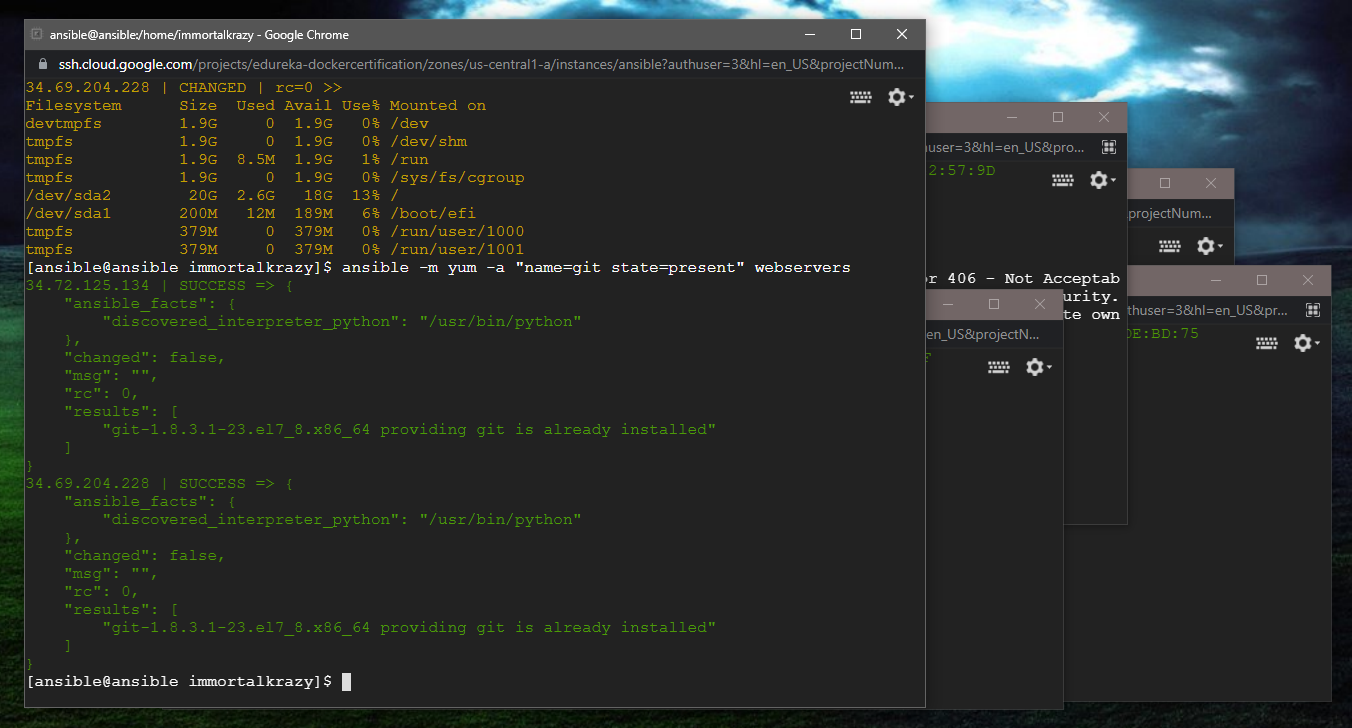 ansible@ansible:/home/immortalkrazy - Google Chrome
ssh.cloud.google.com/projects/edureka-dockercertification/zones/us-central1-a/instances/ansible?authuser=3&hl=en_US&projectNum...
34.69.204.228 | CHANGED | rc=0 >>
Filesystem      Size  Used Avail Use% Mounted on
devtmpfs        1.9G     0  1.9G   0% /dev
tmpfs           1.9G     0  1.9G   0% /dev/shm
tmpfs           1.9G  8.5M  1.9G   1% /run
tmpfs           1.9G     0  1.9G   0% /sys/fs/cgroup
/dev/sda2        20G  2.6G   18G  13% /
/dev/sda1       200M   12M  189M   6% /boot/efi
tmpfs           379M     0  379M   0% /run/user/1000
tmpfs           379M     0  379M   0% /run/user/1001
[ansible@ansible immortalkrazy]$ ansible -m yum -a "name=git state=present" webservers
34.72.125.134 | SUCCESS => {
    "ansible_facts": {
        "discovered_interpreter_python": "/usr/bin/python"
    },
    "changed": false,
    "msg": "",
    "rc": 0,
    "results": [
        "git-1.8.3.1-23.el7_8.x86_64 providing git is already installed"
    ]
}
34.69.204.228 | SUCCESS => {
    "ansible_facts": {
        "discovered_interpreter_python": "/usr/bin/python"
    },
    "changed": false,
    "msg": "",
    "rc": 0,
    "results": [
        "git-1.8.3.1-23.el7_8.x86_64 providing git is already installed"
    ]
}
[ansible@ansible immortalkrazy]$
huser=3&hl=en_US&pro...
2:57:9D
or 406 - Not Acceptab
urity.
te own
projectNum...
thuser=3&hl=en_US&pr...
DE:BD:75
en_US&projectN...
F